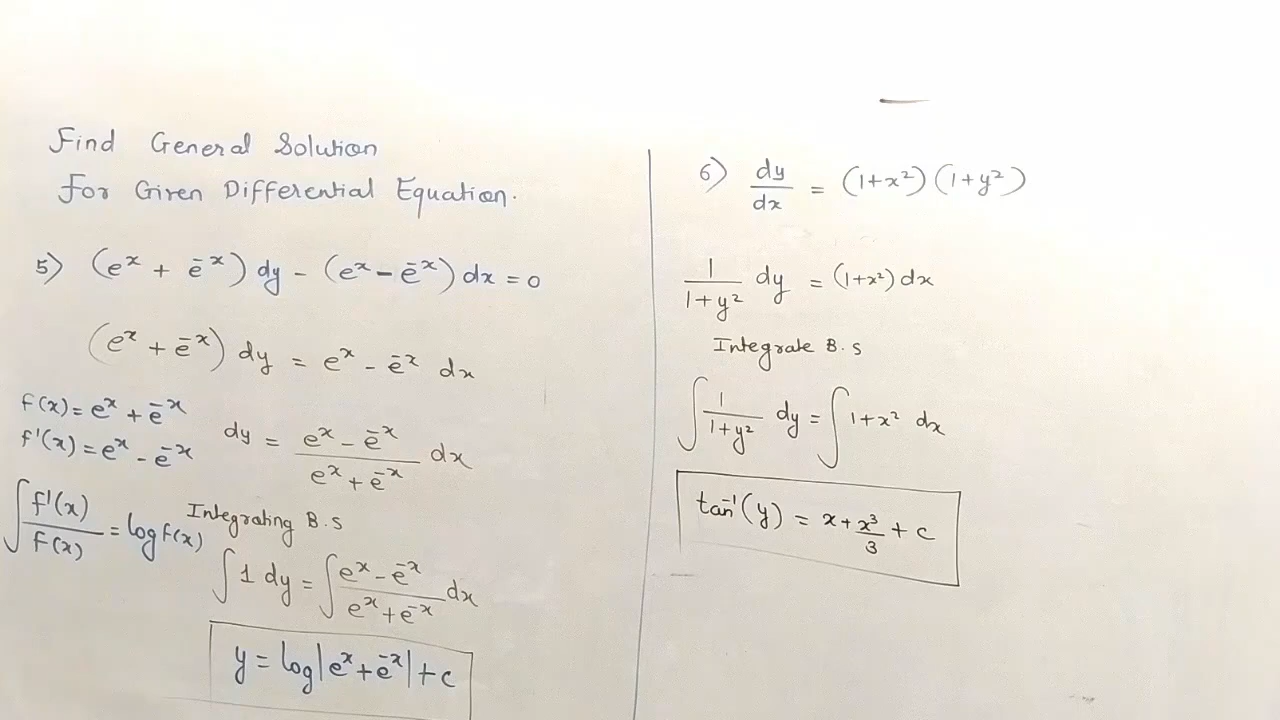 Find General Solution
For Given Differential Equation.
5) (eˣ + e⁻ˣ) dy - (eˣ - e⁻ˣ) dx = 0
(eˣ + e⁻ˣ) dy = eˣ - e⁻ˣ dx
f(x) = eˣ + e⁻ˣ
f'(x) = eˣ - e⁻ˣ
dy = (eˣ - e⁻ˣ)/(eˣ + e⁻ˣ) dx
∫ f'(x)/f(x) = log f(x)
Integrating B.S
∫ 1 dy = ∫ (eˣ - e⁻ˣ)/(eˣ + e⁻ˣ) dx
y = log|eˣ + e⁻ˣ| + c
6) dy/dx = (1+x²) (1+y²)
1/(1+y²) dy = (1+x²) dx
Integrate B.S
∫ 1/(1+y²) dy = ∫ 1+x² dx
tan⁻¹(y) = x + x³/3 + c